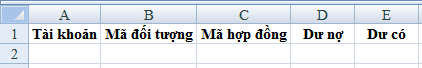 A B C D E
1 Tài khoản Mã đối tượng Mã hợp đồng Dư nợ Dư có
2